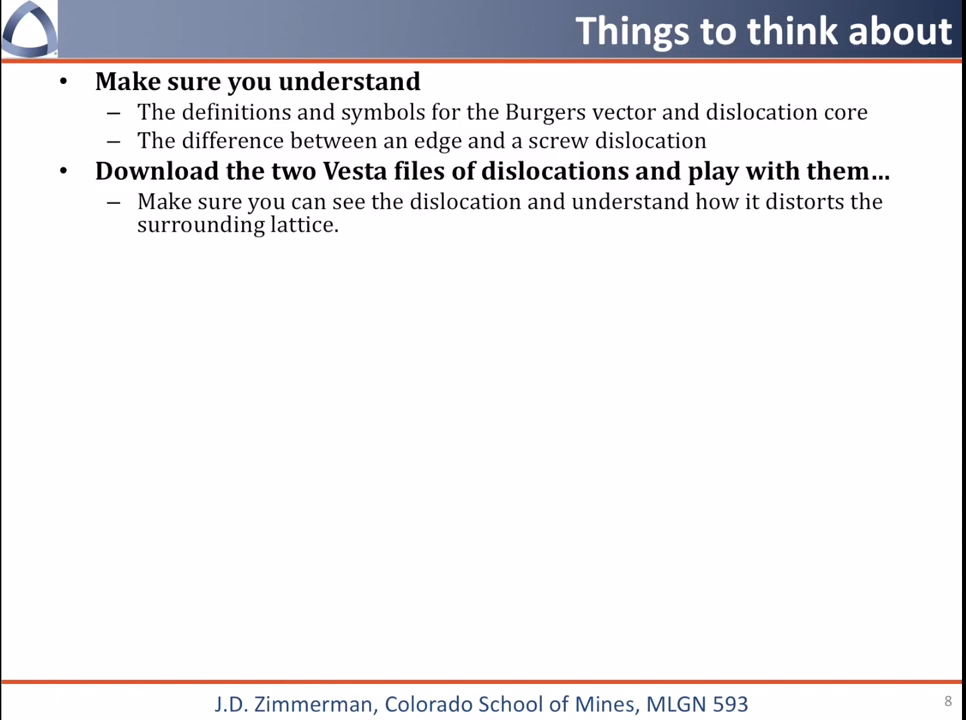 Things to think about
• Make sure you understand
– The definitions and symbols for the Burgers vector and dislocation core
– The difference between an edge and a screw dislocation
• Download the two Vesta files of dislocations and play with them…
– Make sure you can see the dislocation and understand how it distorts the
surrounding lattice.
J.D. Zimmerman, Colorado School of Mines, MLGN 593
8